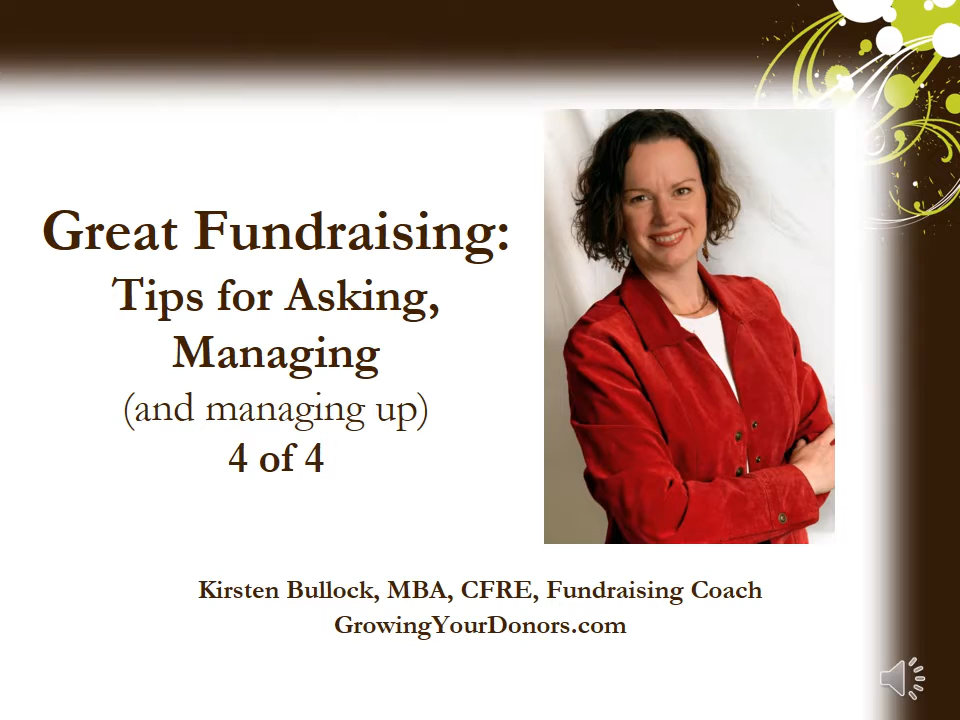 Great Fundraising:
Tips for Asking,
Managing
(and managing up)
4 of 4
Kirsten Bullock, MBA, CFRE, Fundraising Coach
GrowingYourDonors.com